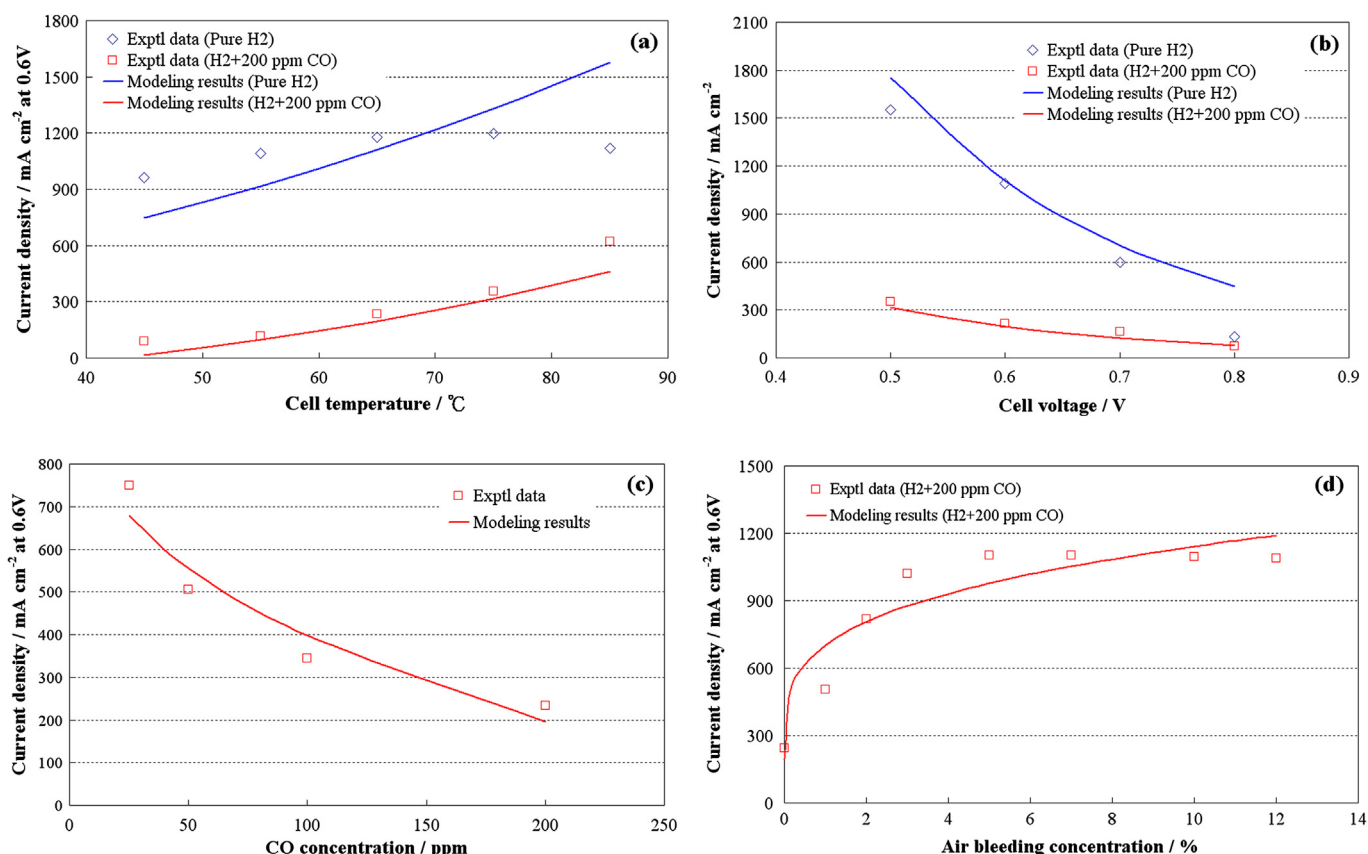 (a)
Exptl data (Pure H2)
Exptl data (H2+200 ppm CO)
Modeling results (Pure H2)
Modeling results (H2+200 ppm CO)
Current density / mA cm-2 at 0.6V
1800
1500
1200
900
600
300
0
40 50 60 70 80 90
Cell temperature / ℃
(b)
Exptl data (Pure H2)
Exptl data (H2+200 ppm CO)
Modeling results (Pure H2)
Modeling results (H2+200 ppm CO)
Current density / mA cm-2
2100
1800
1500
1200
900
600
300
0
0.4 0.5 0.6 0.7 0.8 0.9
Cell voltage / V
(c)
Exptl data
Modeling results
Current density / mA cm-2 at 0.6V
800
700
600
500
400
300
200
100
0
0 50 100 150 200 250
CO concentration / ppm
(d)
Exptl data (H2+200 ppm CO)
Modeling results (H2+200 ppm CO)
Current density / mA cm-2 at 0.6V
1500
1200
900
600
300
0
0 2 4 6 8 10 12 14
Air bleeding concentration / %